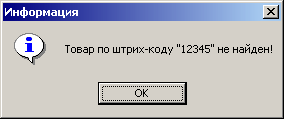 Информация
Товар по штрих-коду "12345" не найден!
OK